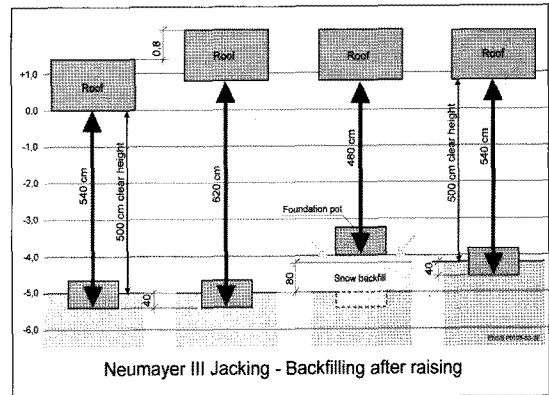 0,8
Roof
Roof
Roof
Roof
+1,0
0.0
-1,0
-2,0
-3,0
-4,0
-5,0
-6,0
540 cm
500 cm clear height
620 cm
480 cm
540 cm
500 cm clear height
Foundation pot
Snow backfill
40
80
40
Neumayer III Jacking - Backfilling after raising